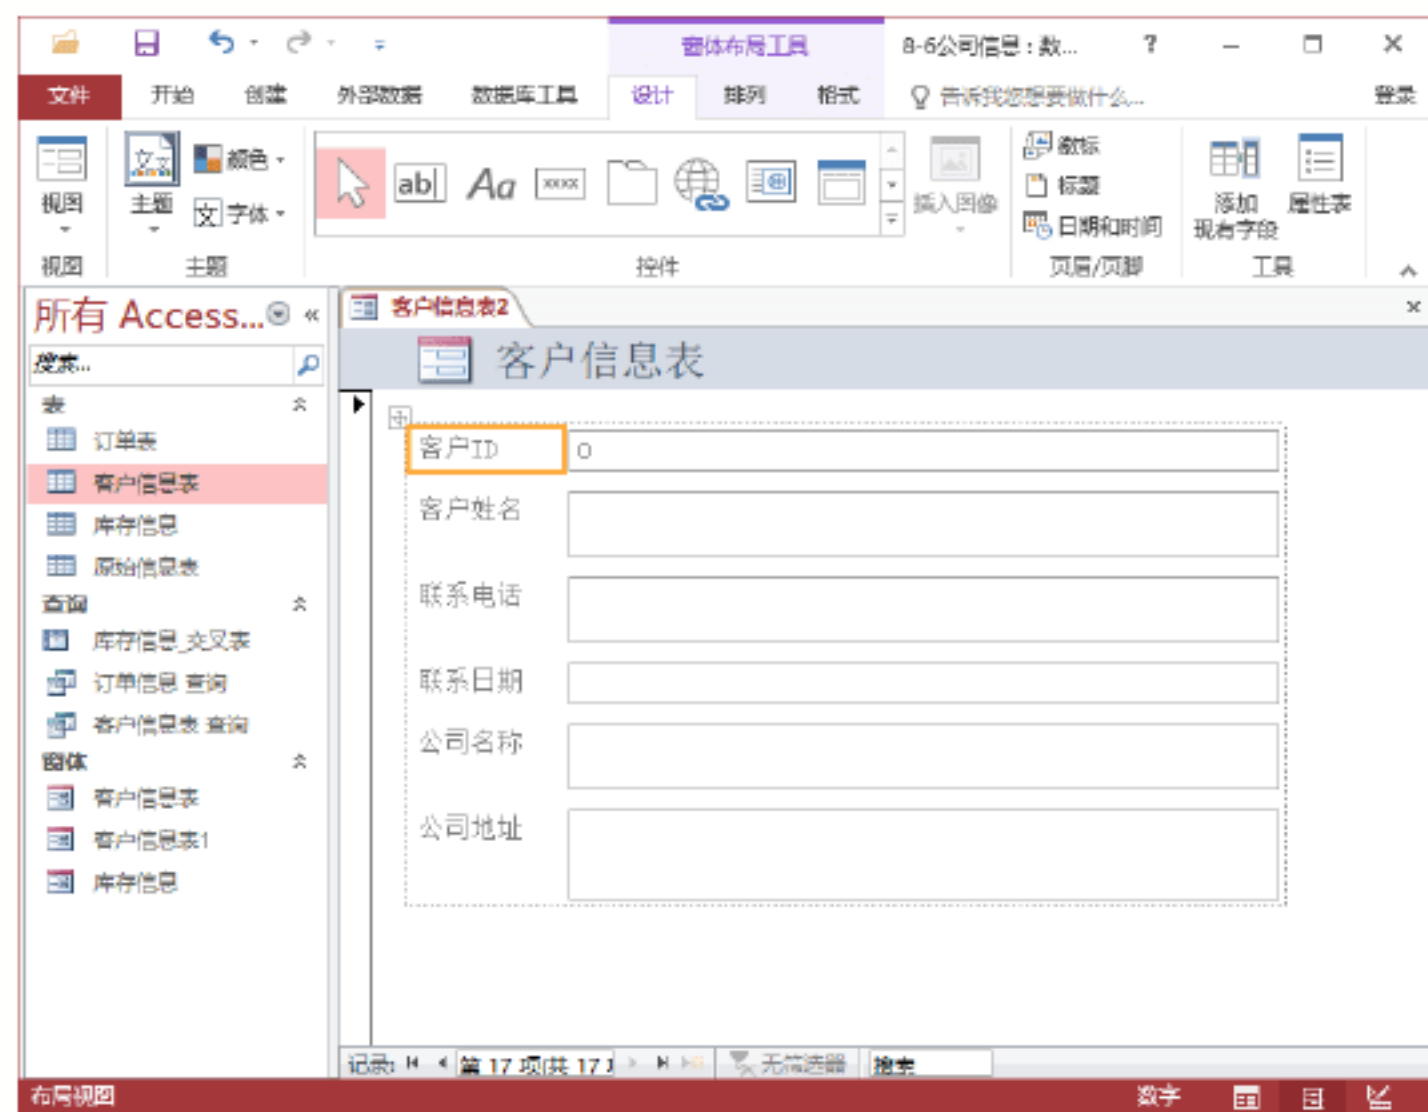 窗体布局工具
8-6公司信息：数...
?
文件 开始 创建 外部数据 数据库工具 设计 排列 格式 告诉我您想要做什么... 登录
视图
主题
颜色
字体
ab|
Aa
XXXX
插入图像
徽标
标题
日期和时间
添加
现有字段
属性表
视图 主题 控件 页眉/页脚 工具
所有 Access... «
搜索...
表
订单表
客户信息表
库存信息
原始信息表
查询
库存信息_交叉表
订单信息 查询
客户信息表 查询
窗体
客户信息表
客户信息表1
库存信息
客户信息表2
客户信息表
客户ID 0
客户姓名
联系电话
联系日期
公司名称
公司地址
记录: 第 17 项(共 17 无筛选器 搜索
布局视图 数字